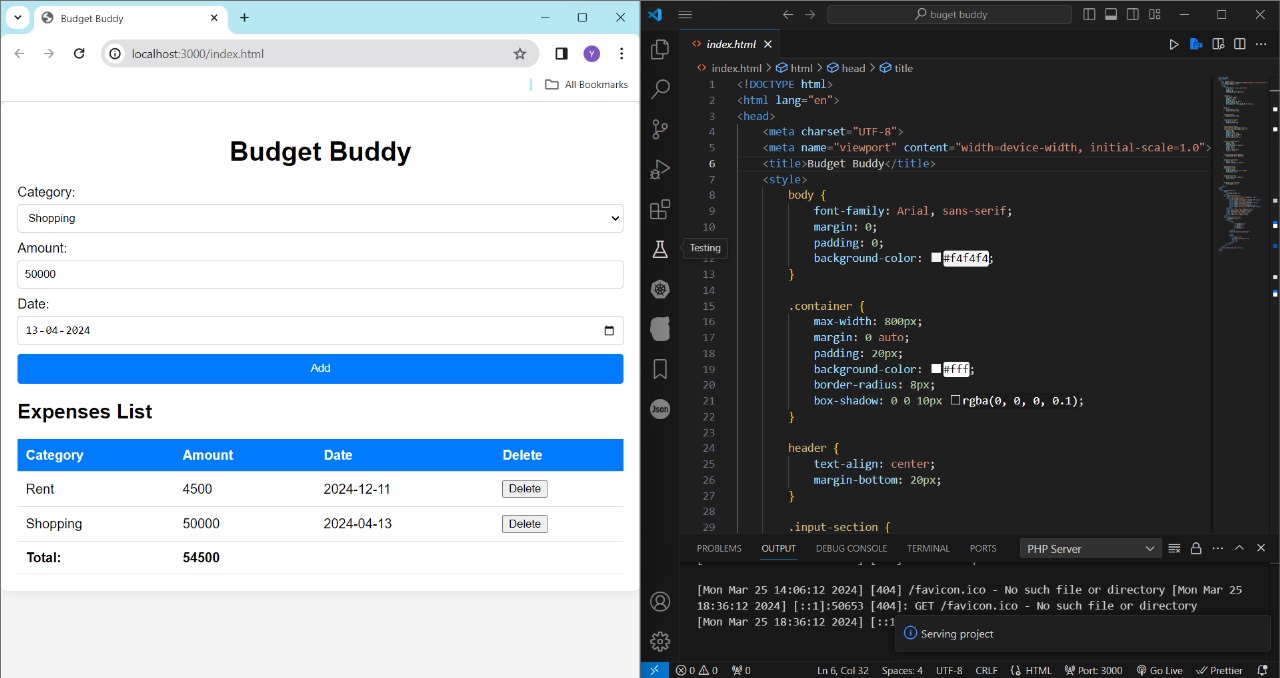 Budget Buddy
localhost:3000/index.html
Y
All Bookmarks
Budget Buddy
Category:
Shopping
Amount:
50000
Date:
13-04-2024
Add
Expenses List
Category Amount Date Delete
Rent 4500 2024-12-11 Delete
Shopping 50000 2024-04-13 Delete
Total: 54500
buget buddy
index.html
index.html > html > head > title
Testing
Json
1 <!DOCTYPE html>
2 <html lang="en">
3 <head>
4 <meta charset="UTF-8">
5 <meta name="viewport" content="width=device-width, initial-scale=1.0">
6 <title>Budget Buddy</title>
7 <style>
8 body {
9 font-family: Arial, sans-serif;
10 margin: 0;
11 padding: 0;
12 background-color: #f4f4f4;
13 }
14
15 .container {
16 max-width: 800px;
17 margin: 0 auto;
18 padding: 20px;
19 background-color: #fff;
20 border-radius: 8px;
21 box-shadow: 0 0 10px rgba(0, 0, 0, 0.1);
22 }
23
24 header {
25 text-align: center;
26 margin-bottom: 20px;
27 }
28
29 .input-section {
PROBLEMS OUTPUT DEBUG CONSOLE TERMINAL PORTS PHP Server
[Mon Mar 25 14:06:12 2024] [404] /favicon.ico - No such file or directory [Mon Mar 25
18:36:12 2024] [::1]:50653 [404]: GET /favicon.ico - No such file or directory
[Mon Mar 25 18:36:12 2024] [::1
Serving project
0 0 0 Ln 6, Col 32 Spaces: 4 UTF-8 CRLF {} HTML Port: 3000 Go Live Prettier